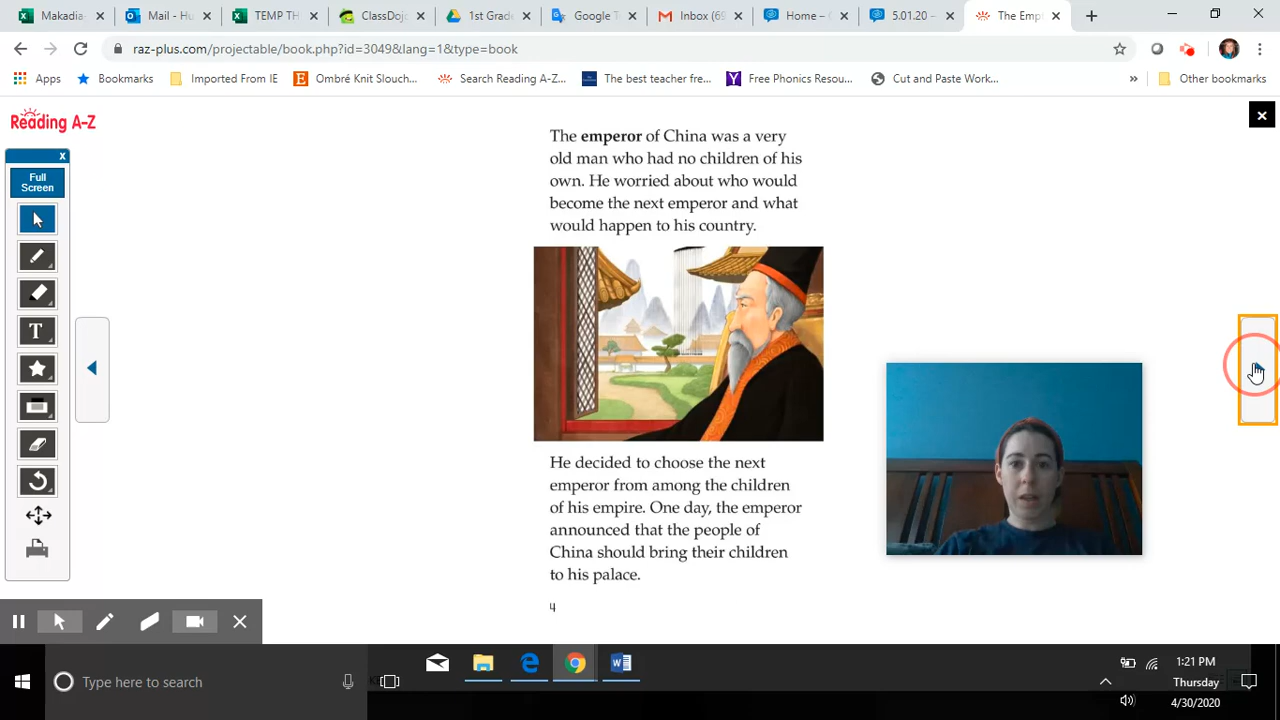 Makadia-
Mail - Hu
TEMP TH
ClassDojo
1st Grade
Google T
Inbox (69
Home –
5.01.20 –
The Emp
raz-plus.com/projectable/book.php?id=3049&lang=1&type=book
Apps
Bookmarks
Imported From IE
Ombré Knit Slouch...
Search Reading A-Z...
The best teacher fre...
Free Phonics Resou...
Cut and Paste Work...
»
Other bookmarks
Reading A-Z
x
Full
Screen
T
The emperor of China was a very
old man who had no children of his
own. He worried about who would
become the next emperor and what
would happen to his country.
He decided to choose the next
emperor from among the children
of his empire. One day, the emperor
announced that the people of
China should bring their children
to his palace.
4
Type here to search
1:21 PM
Thursday
4/30/2020